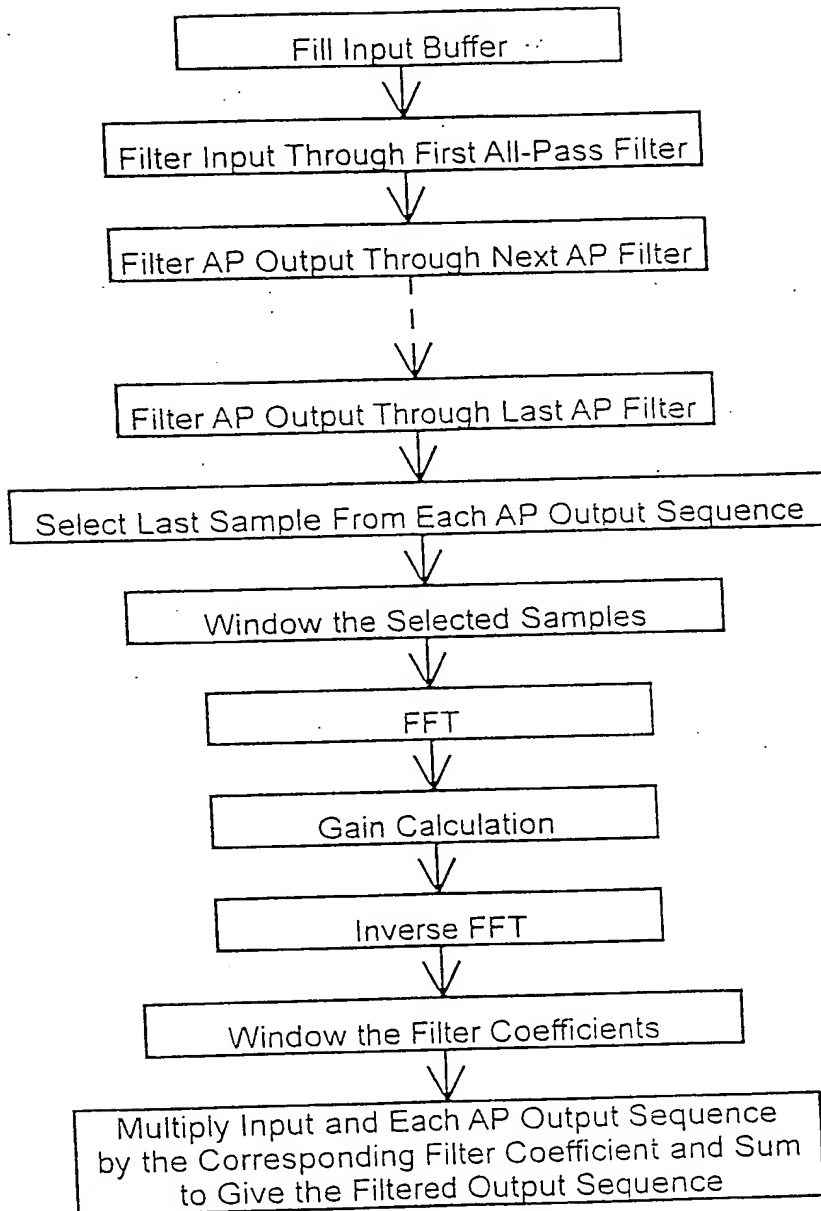 Fill Input Buffer
Filter Input Through First All-Pass Filter
Filter AP Output Through Next AP Filter
Filter AP Output Through Last AP Filter
Select Last Sample From Each AP Output Sequence
Window the Selected Samples
FFT
Gain Calculation
Inverse FFT
Window the Filter Coefficients
Multiply Input and Each AP Output Sequence
by the Corresponding Filter Coefficient and Sum
to Give the Filtered Output Sequence